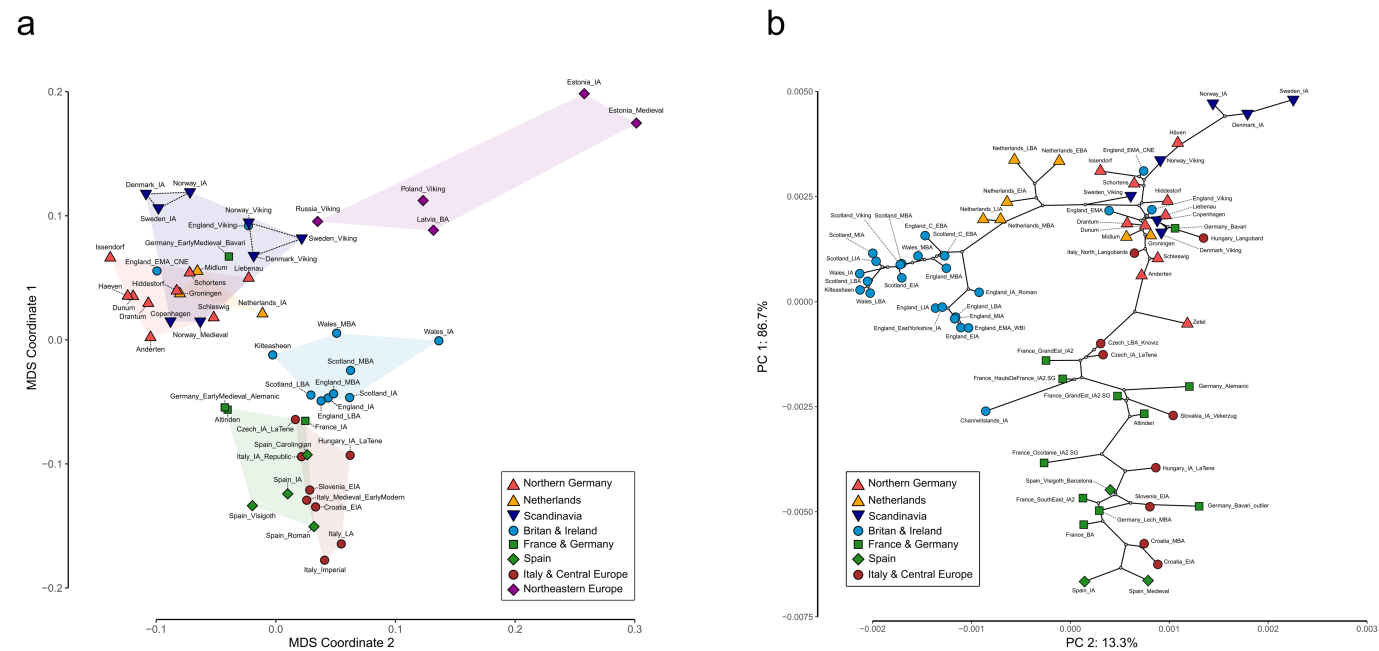 a
b
Estonia_IA
Estonia_Medieval
Poland_Viking
Russia_Viking
Latvia_BA
Denmark_IA
Norway_IA
Sweden_IA
Norway_Viking
England_Viking
Sweden_Viking
Germany_EarlyMedieval_Bavari
Denmark_Viking
Issendorf
England_EMA_CNE
Midlum
Liebenau
Hiddestorf
Schortens
Haeven
Groningen
Dunum
Netherlands_IA
Drantum
Copenhagen
Schleswig
Norway_Medieval
Anderten
Wales_MBA
Wales_IA
Kilteasheen
Scotland_MBA
Scotland_LBA
England_MBA
Scotland_IA
England_IA
England_LBA
Germany_EarlyMedieval_Alemanic
Altinden
Czech_IA_LaTene
France_IA
Spain_Carolingian
Hungary_IA_LaTene
Italy_IA_Republic
Spain_IA
Slovenia_EIA
Italy_Medieval_EarlyModern
Croatia_EIA
Spain_Visigoth
Spain_Roman
Italy_LA
Italy_Imperial
0.2
0.1
0.0
−0.1
−0.2
MDS Coordinate 1
−0.1
0.0
0.1
0.2
0.3
MDS Coordinate 2
Northern Germany
Netherlands
Scandinavia
Britan & Ireland
France & Germany
Spain
Italy & Central Europe
Northeastern Europe
Norway_IA
Sweden_IA
Denmark_IA
Häven
Netherlands_LBA
Netherlands_EBA
England_EMA_CNE
Issendorf
Norway_Viking
Schortens
Netherlands_EIA
Sweden_Viking
Hiddestorf
England_Viking
Netherlands_LIA
England_EMA
Liebenau
Copenhagen
Scotland_Viking
Scotland_MBA
England_C_EBA
Netherlands_MBA
Drantum
Dunum
Germany_Bavari
Scotland_MIA
Scotland_C_EBA
Midlum
Groningen
Hungary_Langobard
Wales_MBA
Italy_North_Langobards
Denmark_Viking
Scotland_LIA
Schleswig
Wales_IA
England_MBA
Anderten
Scotland_LBA
Scotland_EIA
Kilteasheen
England_IA_Roman
Wales_LBA
England_LIA
England_LBA
England_MIA
England_EastYorkshire_IA
England_EMA_WBI
England_EIA
Zetel
Czech_LBA_Knoviz
France_GrandEst_IA2
Czech_IA_LaTene
France_HautsDeFrance_IA2.SG
Germany_Alemanic
France_GrandEst_IA2.SG
ChannelIslands_IA
Slovakia_IA_Vekerzug
Altinden
France_Occitanie_IA2.SG
Hungary_IA_LaTene
Spain_Visigoth_Barcelona
France_SouthEast_IA2
Slovenia_EIA
Germany_Bavari_outlier
Germany_Lech_MBA
France_BA
Croatia_MBA
Croatia_EIA
Spain_IA
Spain_Medieval
0.0050
0.0025
0.0000
−0.0025
−0.0050
−0.0075
PC 1: 86.7%
−0.002
−0.001
0.000
0.001
0.002
0.003
PC 2: 13.3%
Northern Germany
Netherlands
Scandinavia
Britan & Ireland
France & Germany
Spain
Italy & Central Europe